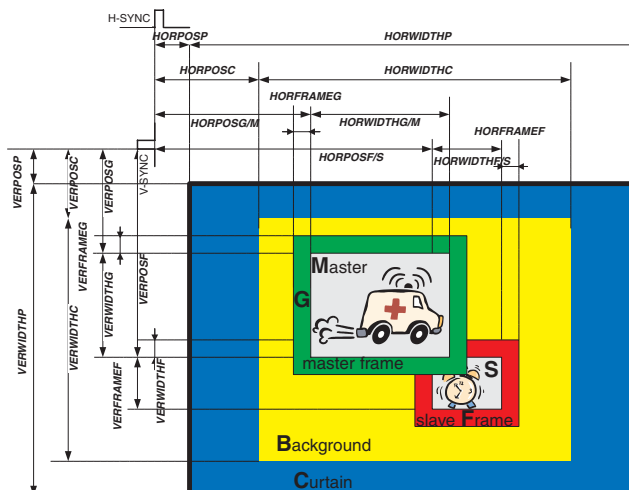 H-SYNC
HORPOSP
HORWIDTHP
HORPOSC
HORWIDTHC
HORFRAMEG
HORPOSG/M
HORWIDTHG/M
HORFRAMEF
HORPOSF/S
HORWIDTHF/S
V-SYNC
VERPOSP
VERPOSC
VERPOSG
VERFRAMEG
VERPOSF
VERWIDTHG
VERWIDTHC
VERWIDTHP
VERFRAMEF
VERWIDTHF
Master
G
master frame
S
slave Frame
Background
Curtain